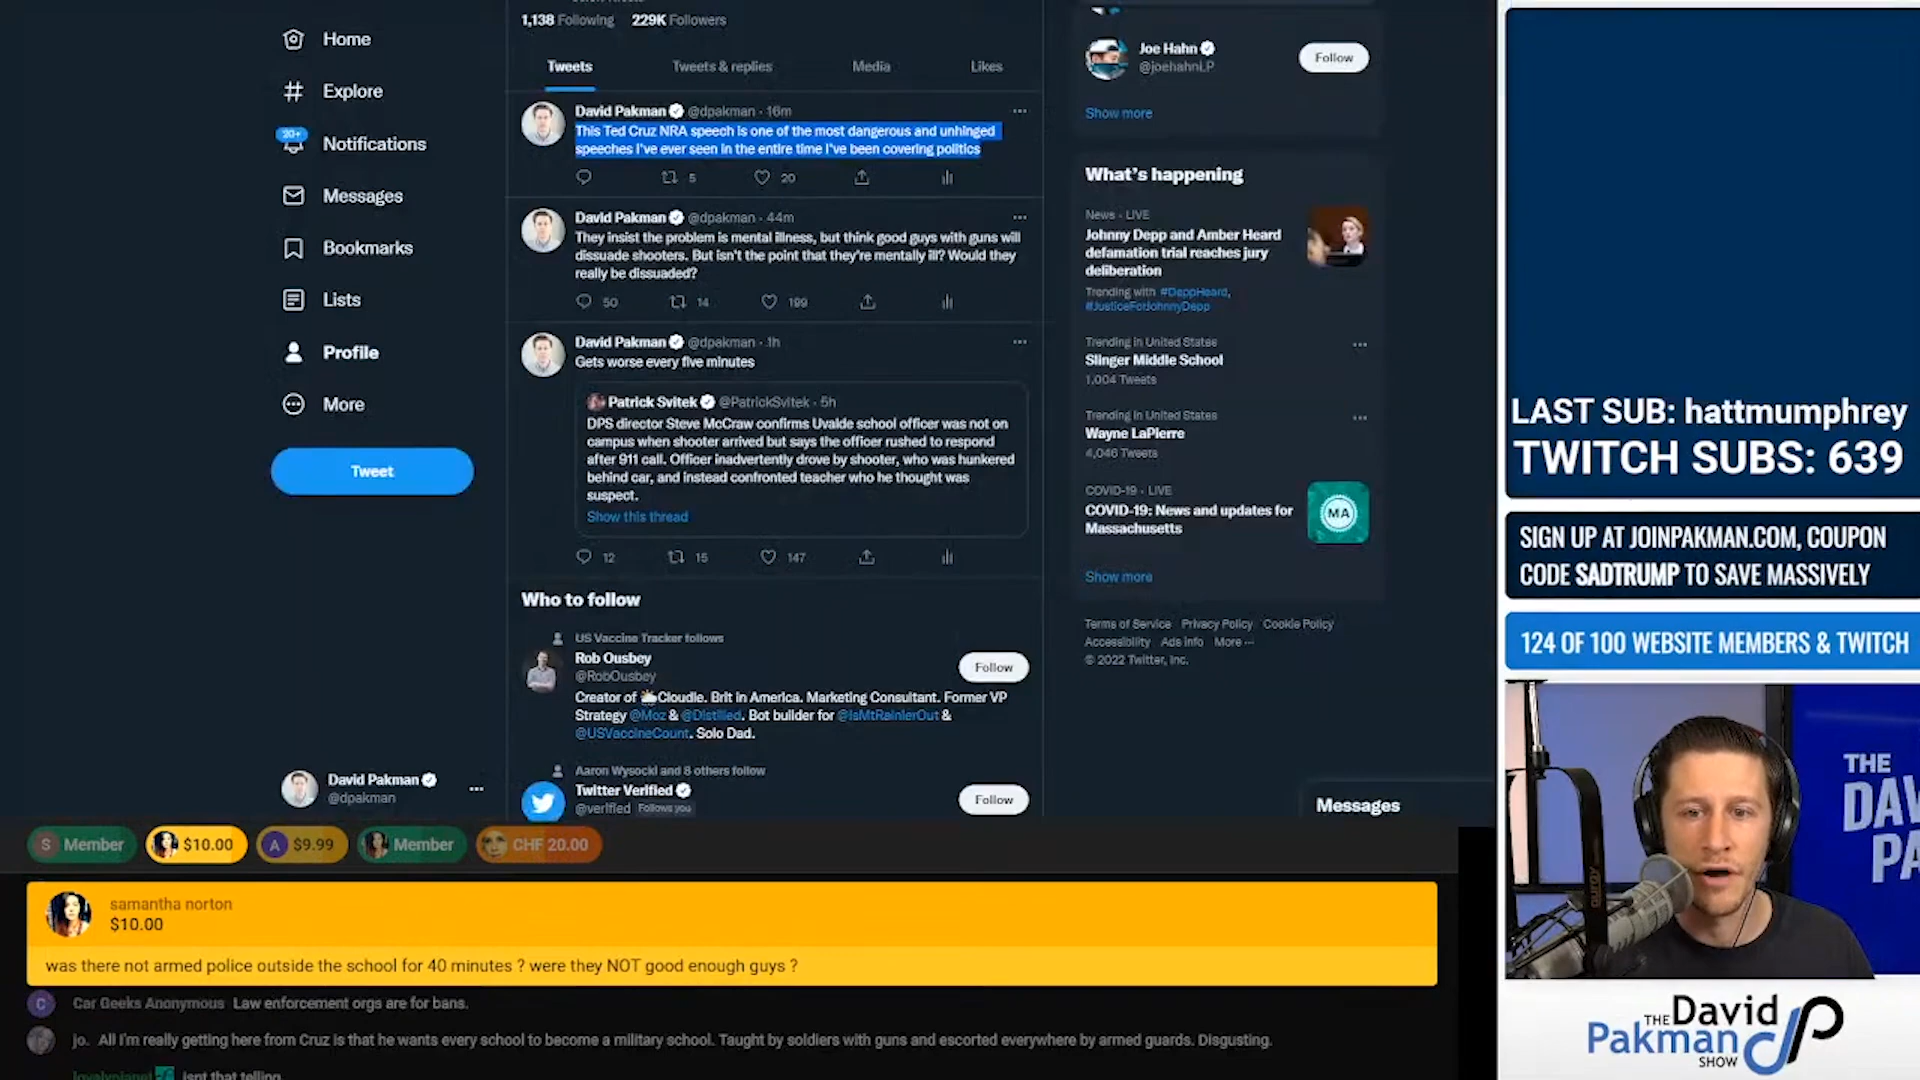 1,138 Following 229K Followers
Home
Explore
20+
Notifications
Messages
Bookmarks
Lists
Profile
More
Tweet
David Pakman
@dpakman
Tweets Tweets & replies Media Likes
David Pakman @dpakman · 16m
This Ted Cruz NRA speech is one of the most dangerous and unhinged
speeches I've ever seen in the entire time I've been covering politics
5 20
David Pakman @dpakman · 44m
They insist the problem is mental illness, but think good guys with guns will
dissuade shooters. But isn't the point that they're mentally ill? Would they
really be dissuaded?
50 14 199
David Pakman @dpakman · 1h
Gets worse every five minutes
Patrick Svitek @PatrickSvitek · 5h
DPS director Steve McCraw confirms Uvalde school officer was not on
campus when shooter arrived but says the officer rushed to respond
after 911 call. Officer inadvertently drove by shooter, who was hunkered
behind car, and instead confronted teacher who he thought was
suspect.
Show this thread
12 15 147
Who to follow
US Vaccine Tracker follows
Rob Ousbey
@RobOusbey
Follow
Creator of Cloudie. Brit in America. Marketing Consultant. Former VP
Strategy @Moz & @Distilled. Bot builder for @IsMtRainierOut &
@USVaccineCount. Solo Dad.
Aaron Wysocki and 8 others follow
Twitter Verified
@verified Follows you
Follow
Joe Hahn
@joehahnLP
Follow
Show more
What's happening
News · LIVE
Johnny Depp and Amber Heard
defamation trial reaches jury
deliberation
Trending with #DeppHeard,
#JusticeForJohnnyDepp
Trending in United States
Slinger Middle School
1,004 Tweets
Trending in United States
Wayne LaPierre
4,046 Tweets
COVID-19 · LIVE
COVID-19: News and updates for
Massachusetts
MA
Show more
Terms of Service Privacy Policy Cookie Policy
Accessibility Ads info More ···
© 2022 Twitter, Inc.
Messages
LAST SUB: hattmumphrey
TWITCH SUBS: 639
SIGN UP AT JOINPAKMAN.COM, COUPON
CODE SADTRUMP TO SAVE MASSIVELY
124 OF 100 WEBSITE MEMBERS & TWITCH
THE
DAV
PA
THE David
Pakman
SHOW
S Member $10.00 A $9.99 Member CHF 20.00
samantha norton
$10.00
was there not armed police outside the school for 40 minutes ? were they NOT good enough guys ?
C Car Geeks Anonymous Law enforcement orgs are for bans.
jo. All I'm really getting here from Cruz is that he wants every school to become a military school. Taught by soldiers with guns and escorted everywhere by armed guards. Disgusting.
isnt that telling